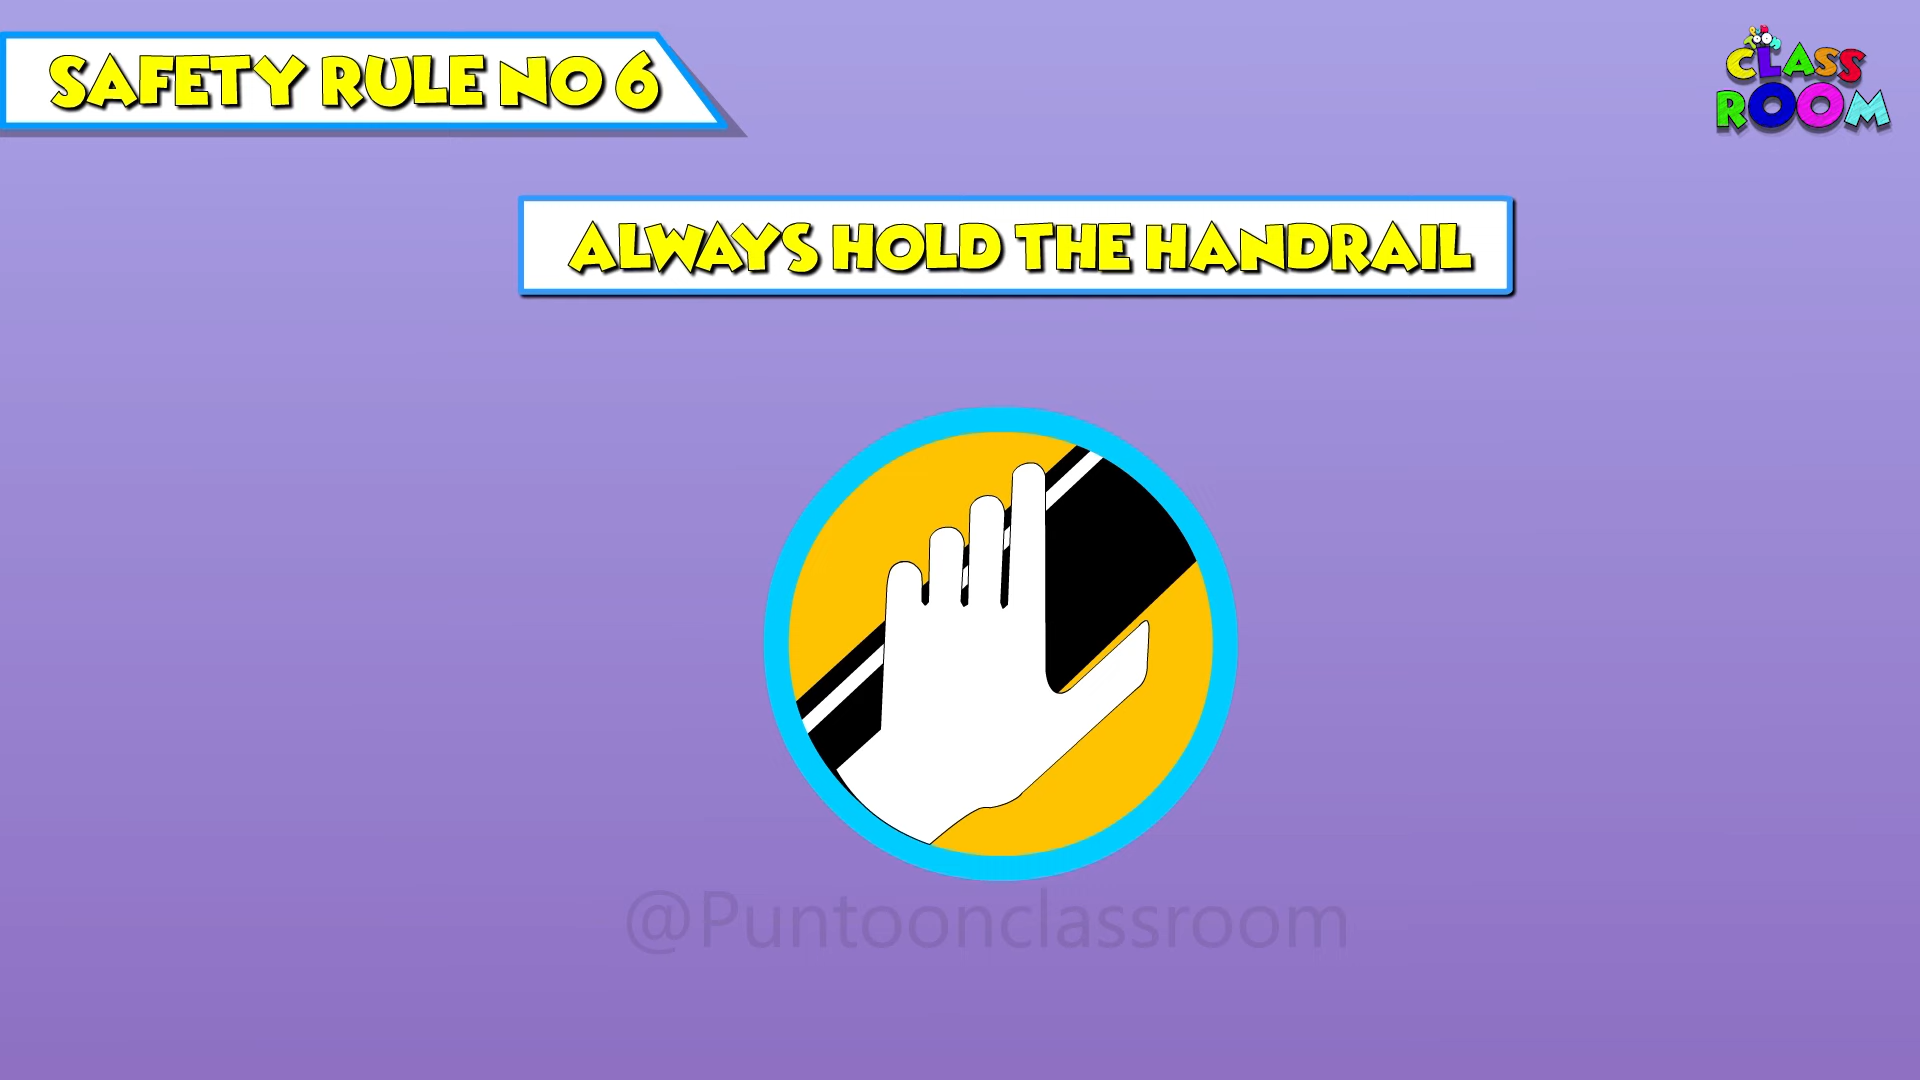 SAFETY RULE NO 6
CLASS
ROOM
ALWAYS HOLD THE HANDRAIL
@Puntoonclassroom